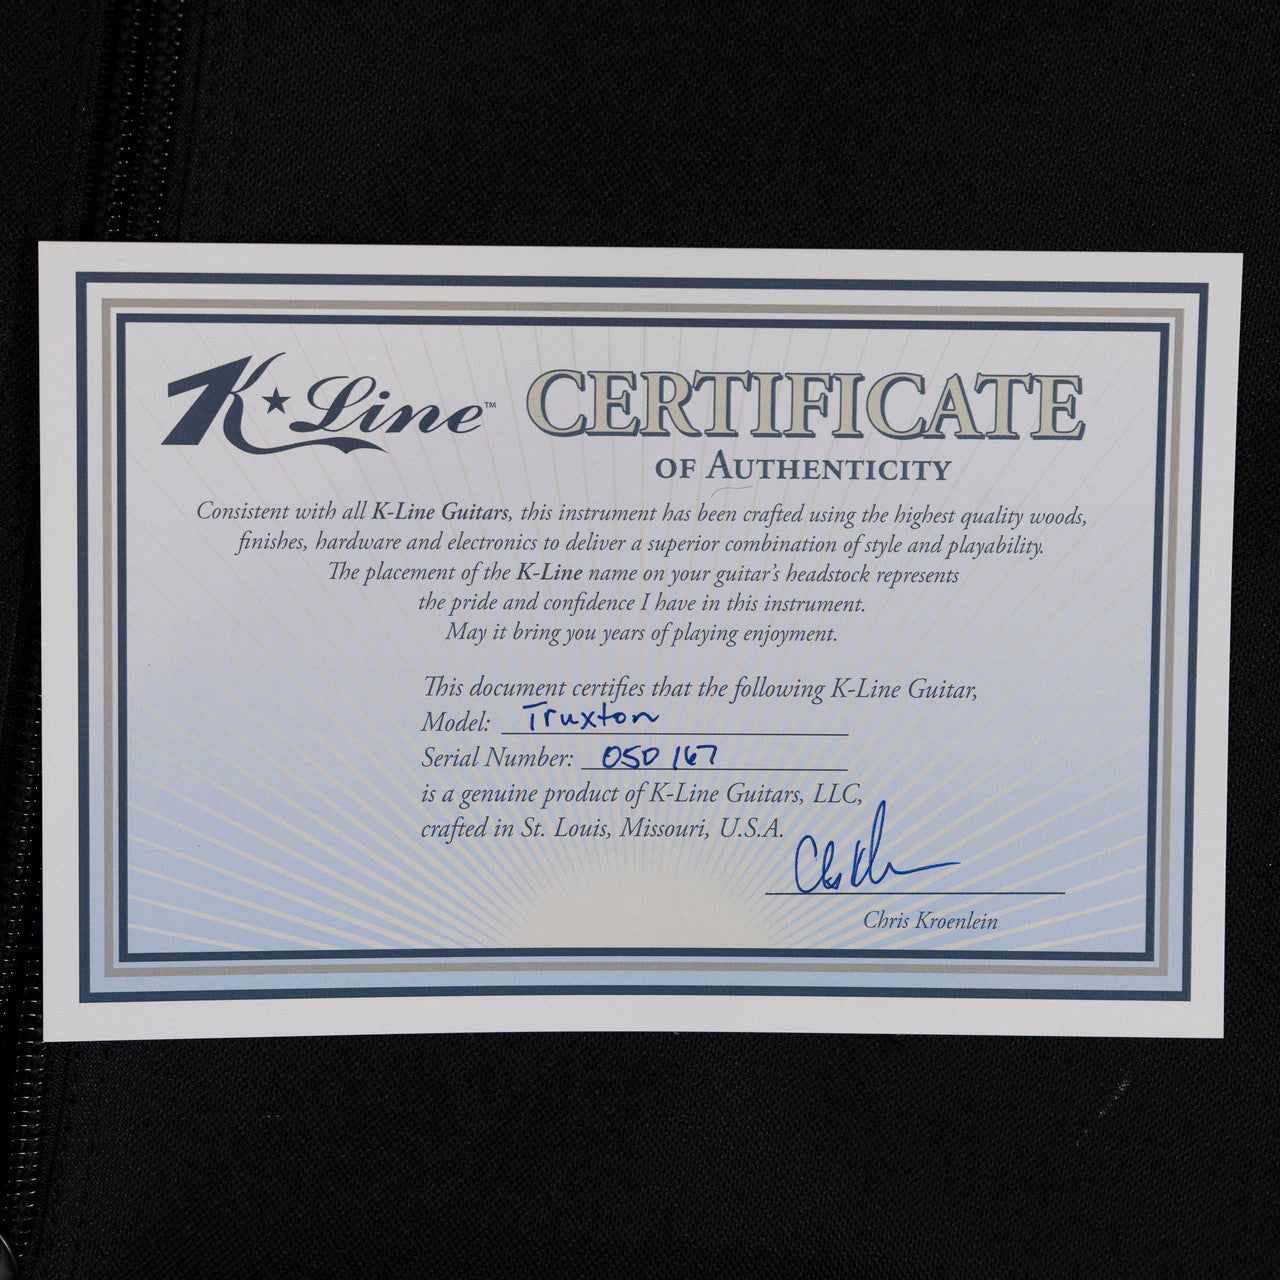 K★Line™ CERTIFICATE
OF AUTHENTICITY
Consistent with all K-Line Guitars, this instrument has been crafted using the highest quality woods,
finishes, hardware and electronics to deliver a superior combination of style and playability.
The placement of the K-Line name on your guitar's headstock represents
the pride and confidence I have in this instrument.
May it bring you years of playing enjoyment.
This document certifies that the following K-Line Guitar,
Model: Truxton
Serial Number: 050167
is a genuine product of K-Line Guitars, LLC,
crafted in St. Louis, Missouri, U.S.A.
Chris Kroenlein